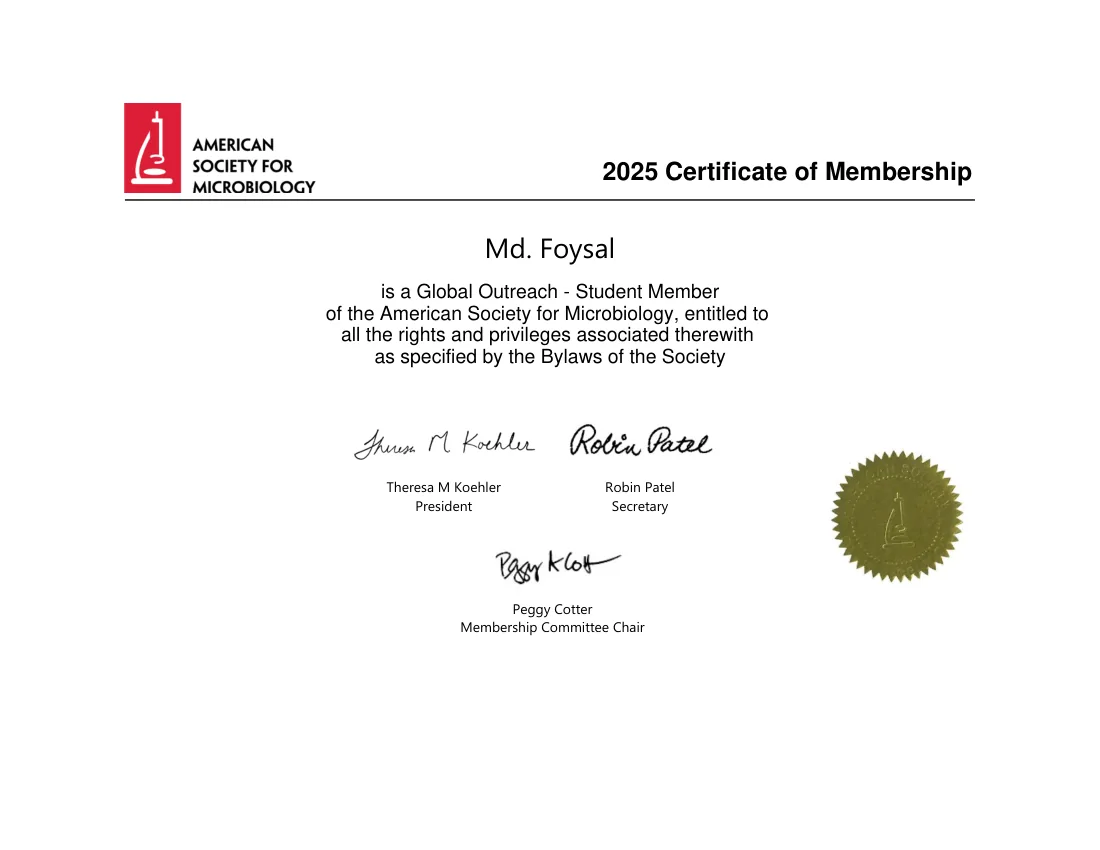 AMERICAN
SOCIETY FOR
MICROBIOLOGY
2025 Certificate of Membership
Md. Foysal
is a Global Outreach - Student Member
of the American Society for Microbiology, entitled to
all the rights and privileges associated therewith
as specified by the Bylaws of the Society
Theresa M Koehler
Robin Patel
Theresa M Koehler
President
Robin Patel
Secretary
Peggy A Cotter
Peggy Cotter
Membership Committee Chair